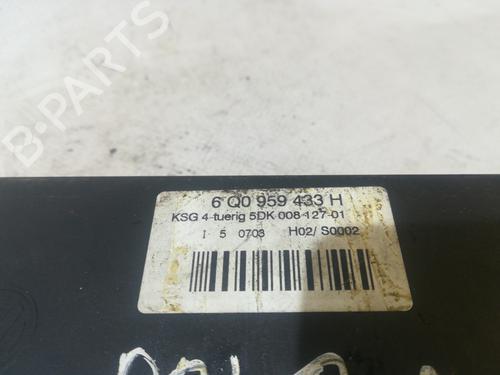 6 Q0 959 433 H
KSG 4-tuerig 5DK 008 127-01
I 5 0703 H02/ S0002
B-PARTS